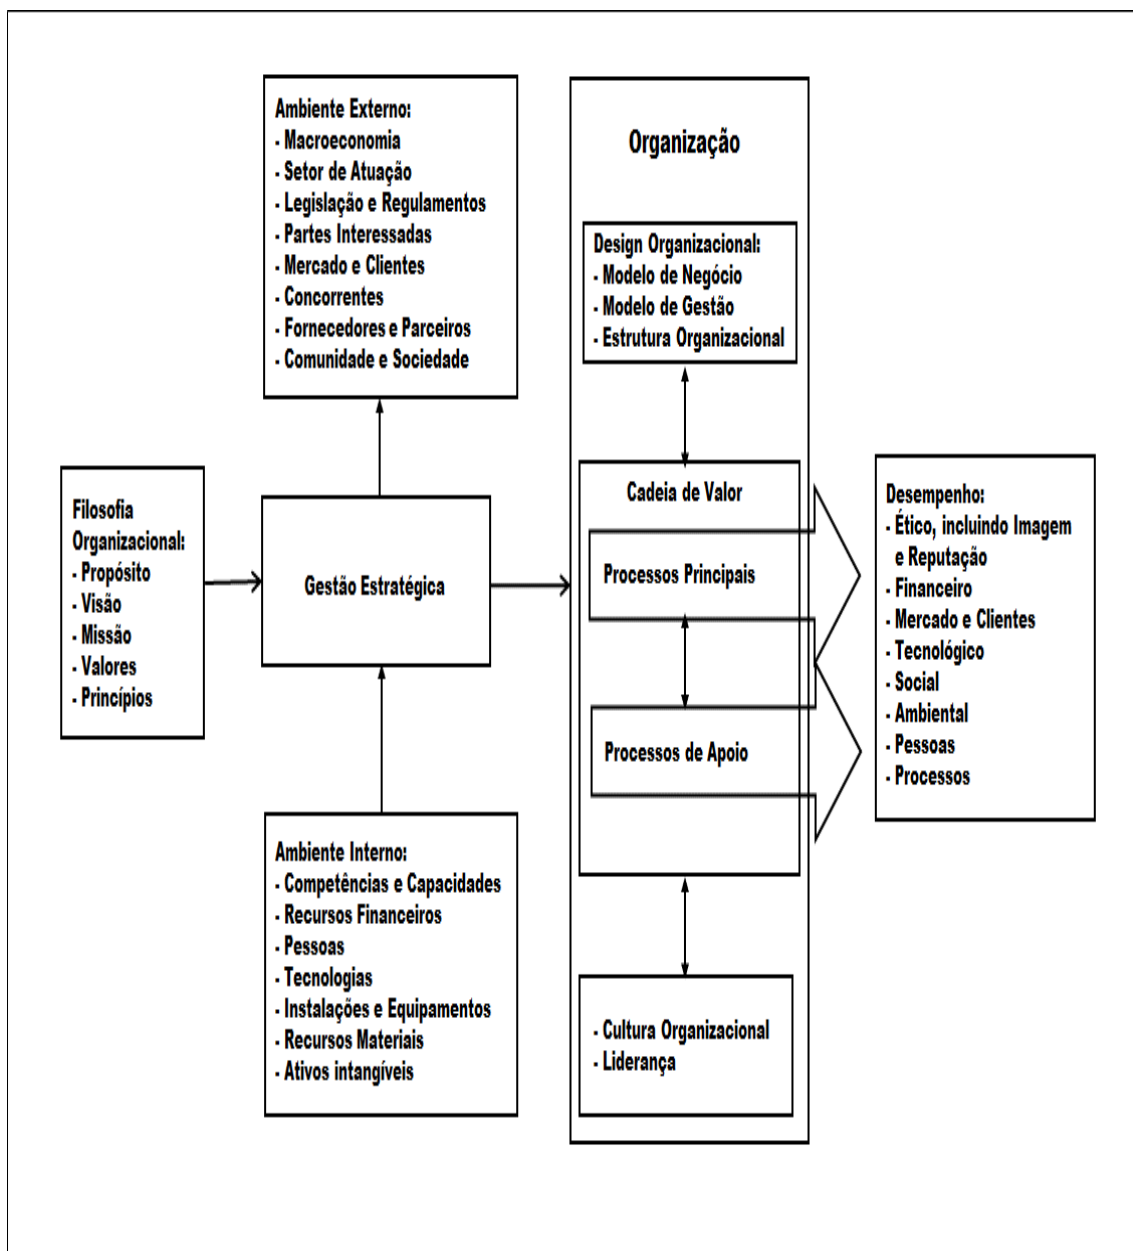 Ambiente Externo:
- Macroeconomia
- Setor de Atuação
- Legislação e Regulamentos
- Partes Interessadas
- Mercado e Clientes
- Concorrentes
- Fornecedores e Parceiros
- Comunidade e Sociedade
Filosofia
Organizacional:
- Propósito
- Visão
- Missão
- Valores
- Princípios
Gestão Estratégica
Ambiente Interno:
- Competências e Capacidades
- Recursos Financeiros
- Pessoas
- Tecnologias
- Instalações e Equipamentos
- Recursos Materiais
- Ativos intangíveis
Organização
Design Organizacional:
- Modelo de Negócio
- Modelo de Gestão
- Estrutura Organizacional
Cadeia de Valor
Processos Principais
Processos de Apoio
- Cultura Organizacional
- Liderança
Desempenho:
- Ético, incluindo Imagem
e Reputação
- Financeiro
- Mercado e Clientes
- Tecnológico
- Social
- Ambiental
- Pessoas
- Processos